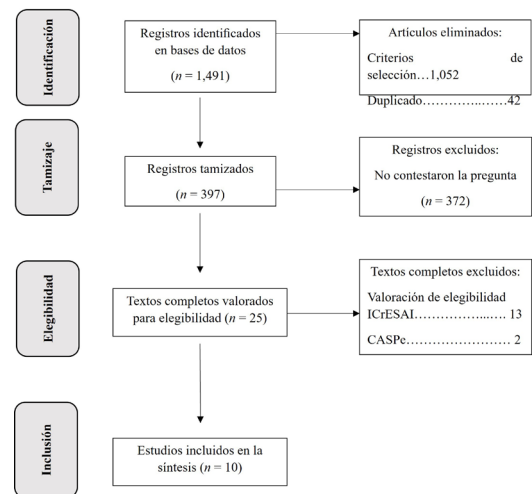 Identificación
Registros identificados
en bases de datos
(n = 1,491)
Artículos eliminados:
Criterios de
selección…1,052
Duplicado…………..……42
Tamizaje
Registros tamizados
(n = 397)
Registros excluidos:
No contestaron la pregunta
(n = 372)
Elegibilidad
Textos completos valorados
para elegibilidad (n = 25)
Textos completos excluidos:
Valoración de elegibilidad
ICrESAI……………...…. 13
CASPe…………………… 2
Inclusión
Estudios incluidos en la
síntesis (n = 10)